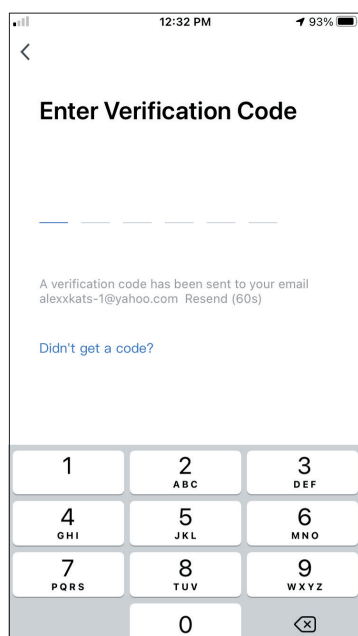 12:32 PM 93%
Enter Verification Code
A verification code has been sent to your email
alexxkats-1@yahoo.com Resend (60s)
Didn't get a code?
1 2 3
ABC DEF
4 5 6
GHI JKL MNO
7 8 9
PQRS TUV WXYZ
0